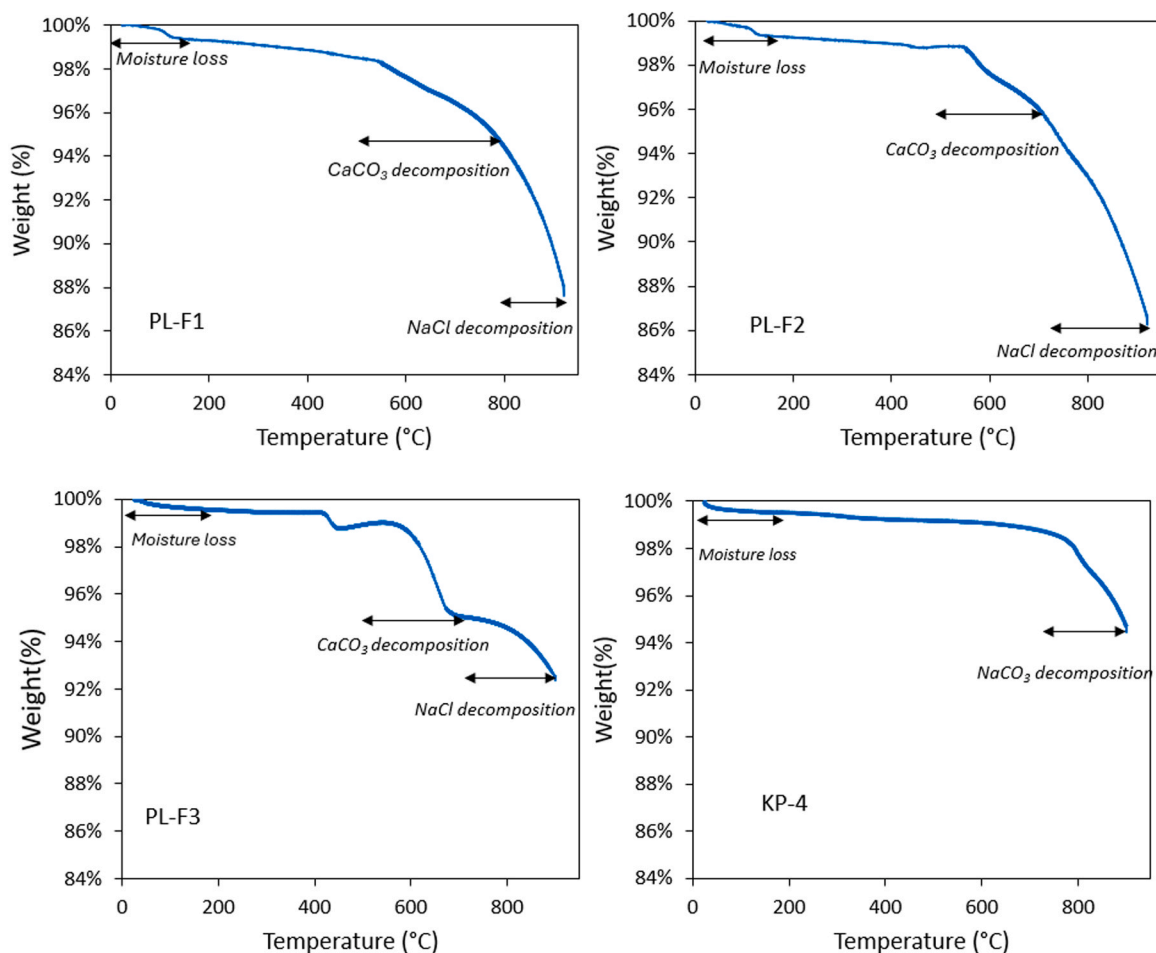 100%
98%
96%
94%
92%
90%
88%
86%
84%
Weight (%)
Moisture loss
CaCO₃ decomposition
NaCl decomposition
PL-F1
0 200 400 600 800
Temperature (°C)
100%
98%
96%
94%
92%
90%
88%
86%
84%
Weight(%)
Moisture loss
CaCO₃ decomposition
NaCl decomposition
PL-F2
0 200 400 600 800
Temperature (°C)
100%
98%
96%
94%
92%
90%
88%
86%
84%
Weight(%)
Moisture loss
CaCO₃ decomposition
NaCl decomposition
PL-F3
0 200 400 600 800
Temperature (°C)
100%
98%
96%
94%
92%
90%
88%
86%
84%
Weight(%)
Moisture loss
NaCO₃ decomposition
KP-4
0 200 400 600 800
Temperature (°C)